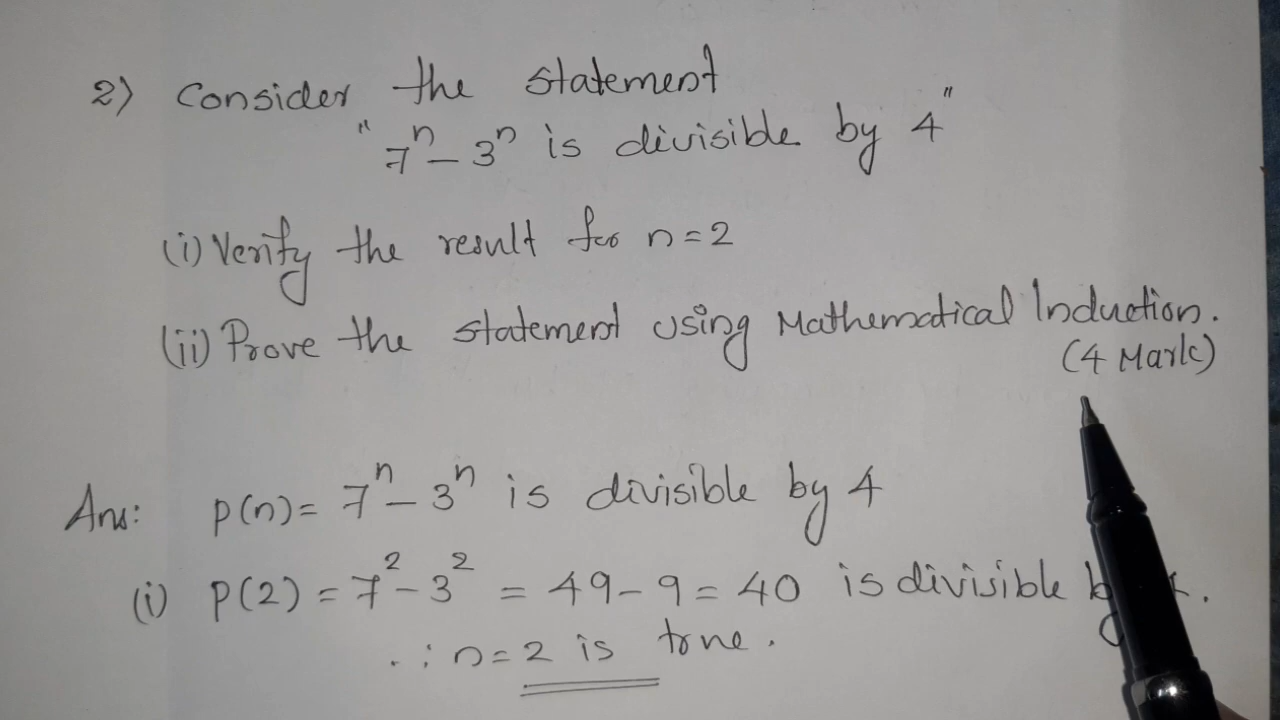 2) Consider the statement
"7ⁿ - 3ⁿ is divisible by 4"
(i) Verify the result for n=2
(ii) Prove the statement using Mathematical Induction.
(4 Mark)
Ans: p(n)= 7ⁿ - 3ⁿ is divisible by 4
(i) p(2) = 7² - 3² = 49 - 9 = 40 is divisible
∴ n=2 is true.